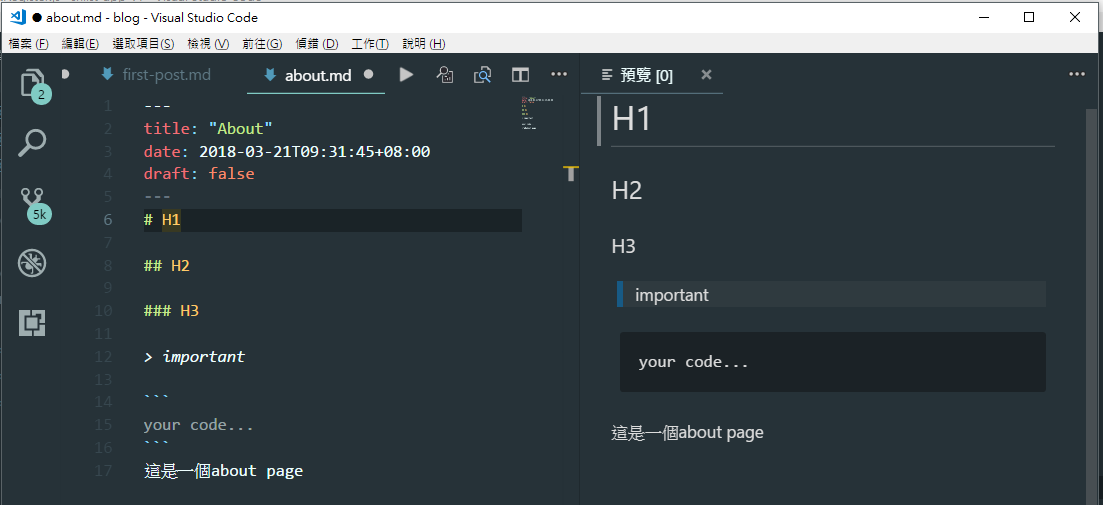 about.md - blog - Visual Studio Code
檔案 (F) 編輯(E) 選取項目(S) 檢視 (V) 前往(G) 偵錯 (D) 工作(T) 說明 (H)
first-post.md about.md 預覽 [0]
2
5k
1 ---
2 title: "About"
3 date: 2018-03-21T09:31:45+08:00
4 draft: false
5 ---
6 # H1
7
8 ## H2
9
10 ### H3
11
12 > important
13
14 ```
15 your code...
16 ```
17 這是一個about page
H1
H2
H3
important
your code...
這是一個about page